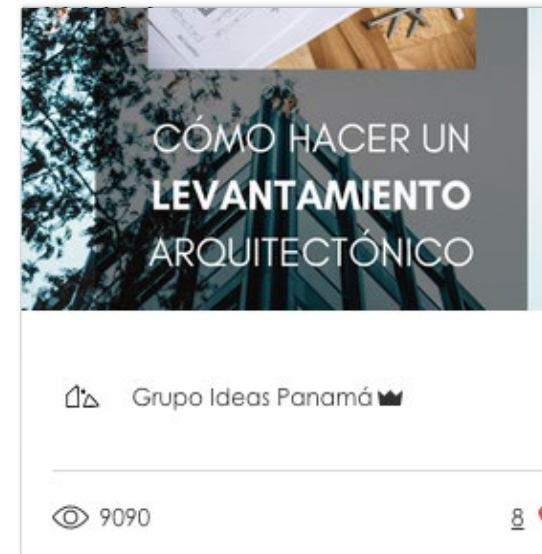 CÓMO HACER UN
LEVANTAMIENTO
ARQUITECTÓNICO
Grupo Ideas Panamá
9090
8